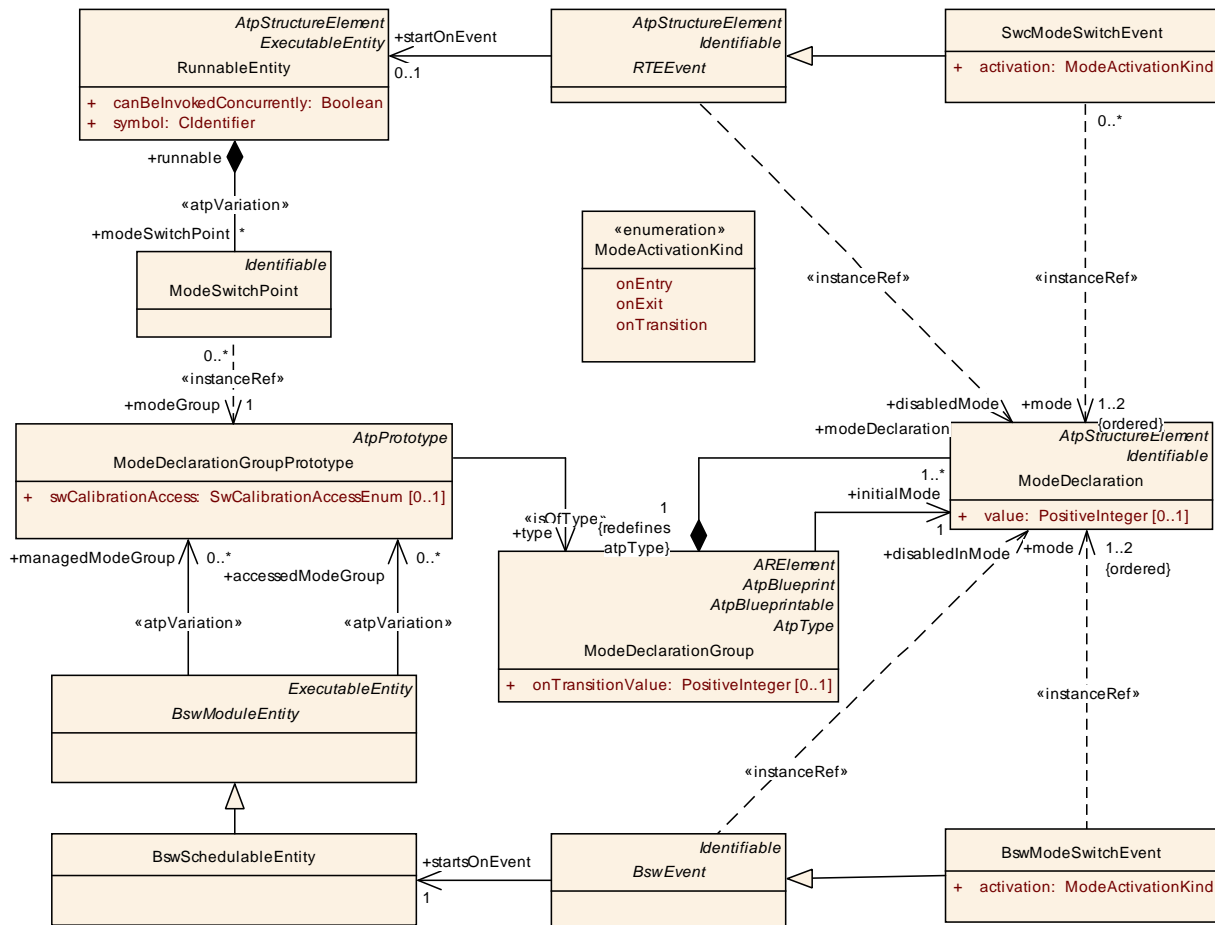 AtpStructureElement
ExecutableEntity
RunnableEntity
+ canBeInvokedConcurrently: Boolean
+ symbol: CIdentifier
+startOnEvent
0..1
AtpStructureElement
Identifiable
RTEEvent
SwcModeSwitchEvent
+ activation: ModeActivationKind
0..*
+runnable
«atpVariation»
+modeSwitchPoint *
Identifiable
ModeSwitchPoint
«enumeration»
ModeActivationKind
onEntry
onExit
onTransition
«instanceRef»
«instanceRef»
0..*
«instanceRef»
+modeGroup 1
+disabledMode
+mode 1..2
{ordered}
+modeDeclaration
AtpPrototype
ModeDeclarationGroupPrototype
+ swCalibrationAccess: SwCalibrationAccessEnum [0..1]
AtpStructureElement
Identifiable
ModeDeclaration
+ value: PositiveInteger [0..1]
1..*
+initialMode
1
«isOfType»
+type
1
{redefines
atpType}
+disabledInMode
+mode 1..2
{ordered}
+managedModeGroup 0..*
+accessedModeGroup 0..*
ARElement
AtpBlueprint
AtpBlueprintable
AtpType
ModeDeclarationGroup
+ onTransitionValue: PositiveInteger [0..1]
«atpVariation»
«atpVariation»
ExecutableEntity
BswModuleEntity
«instanceRef»
«instanceRef»
BswSchedulableEntity
+startsOnEvent
1
Identifiable
BswEvent
BswModeSwitchEvent
+ activation: ModeActivationKind